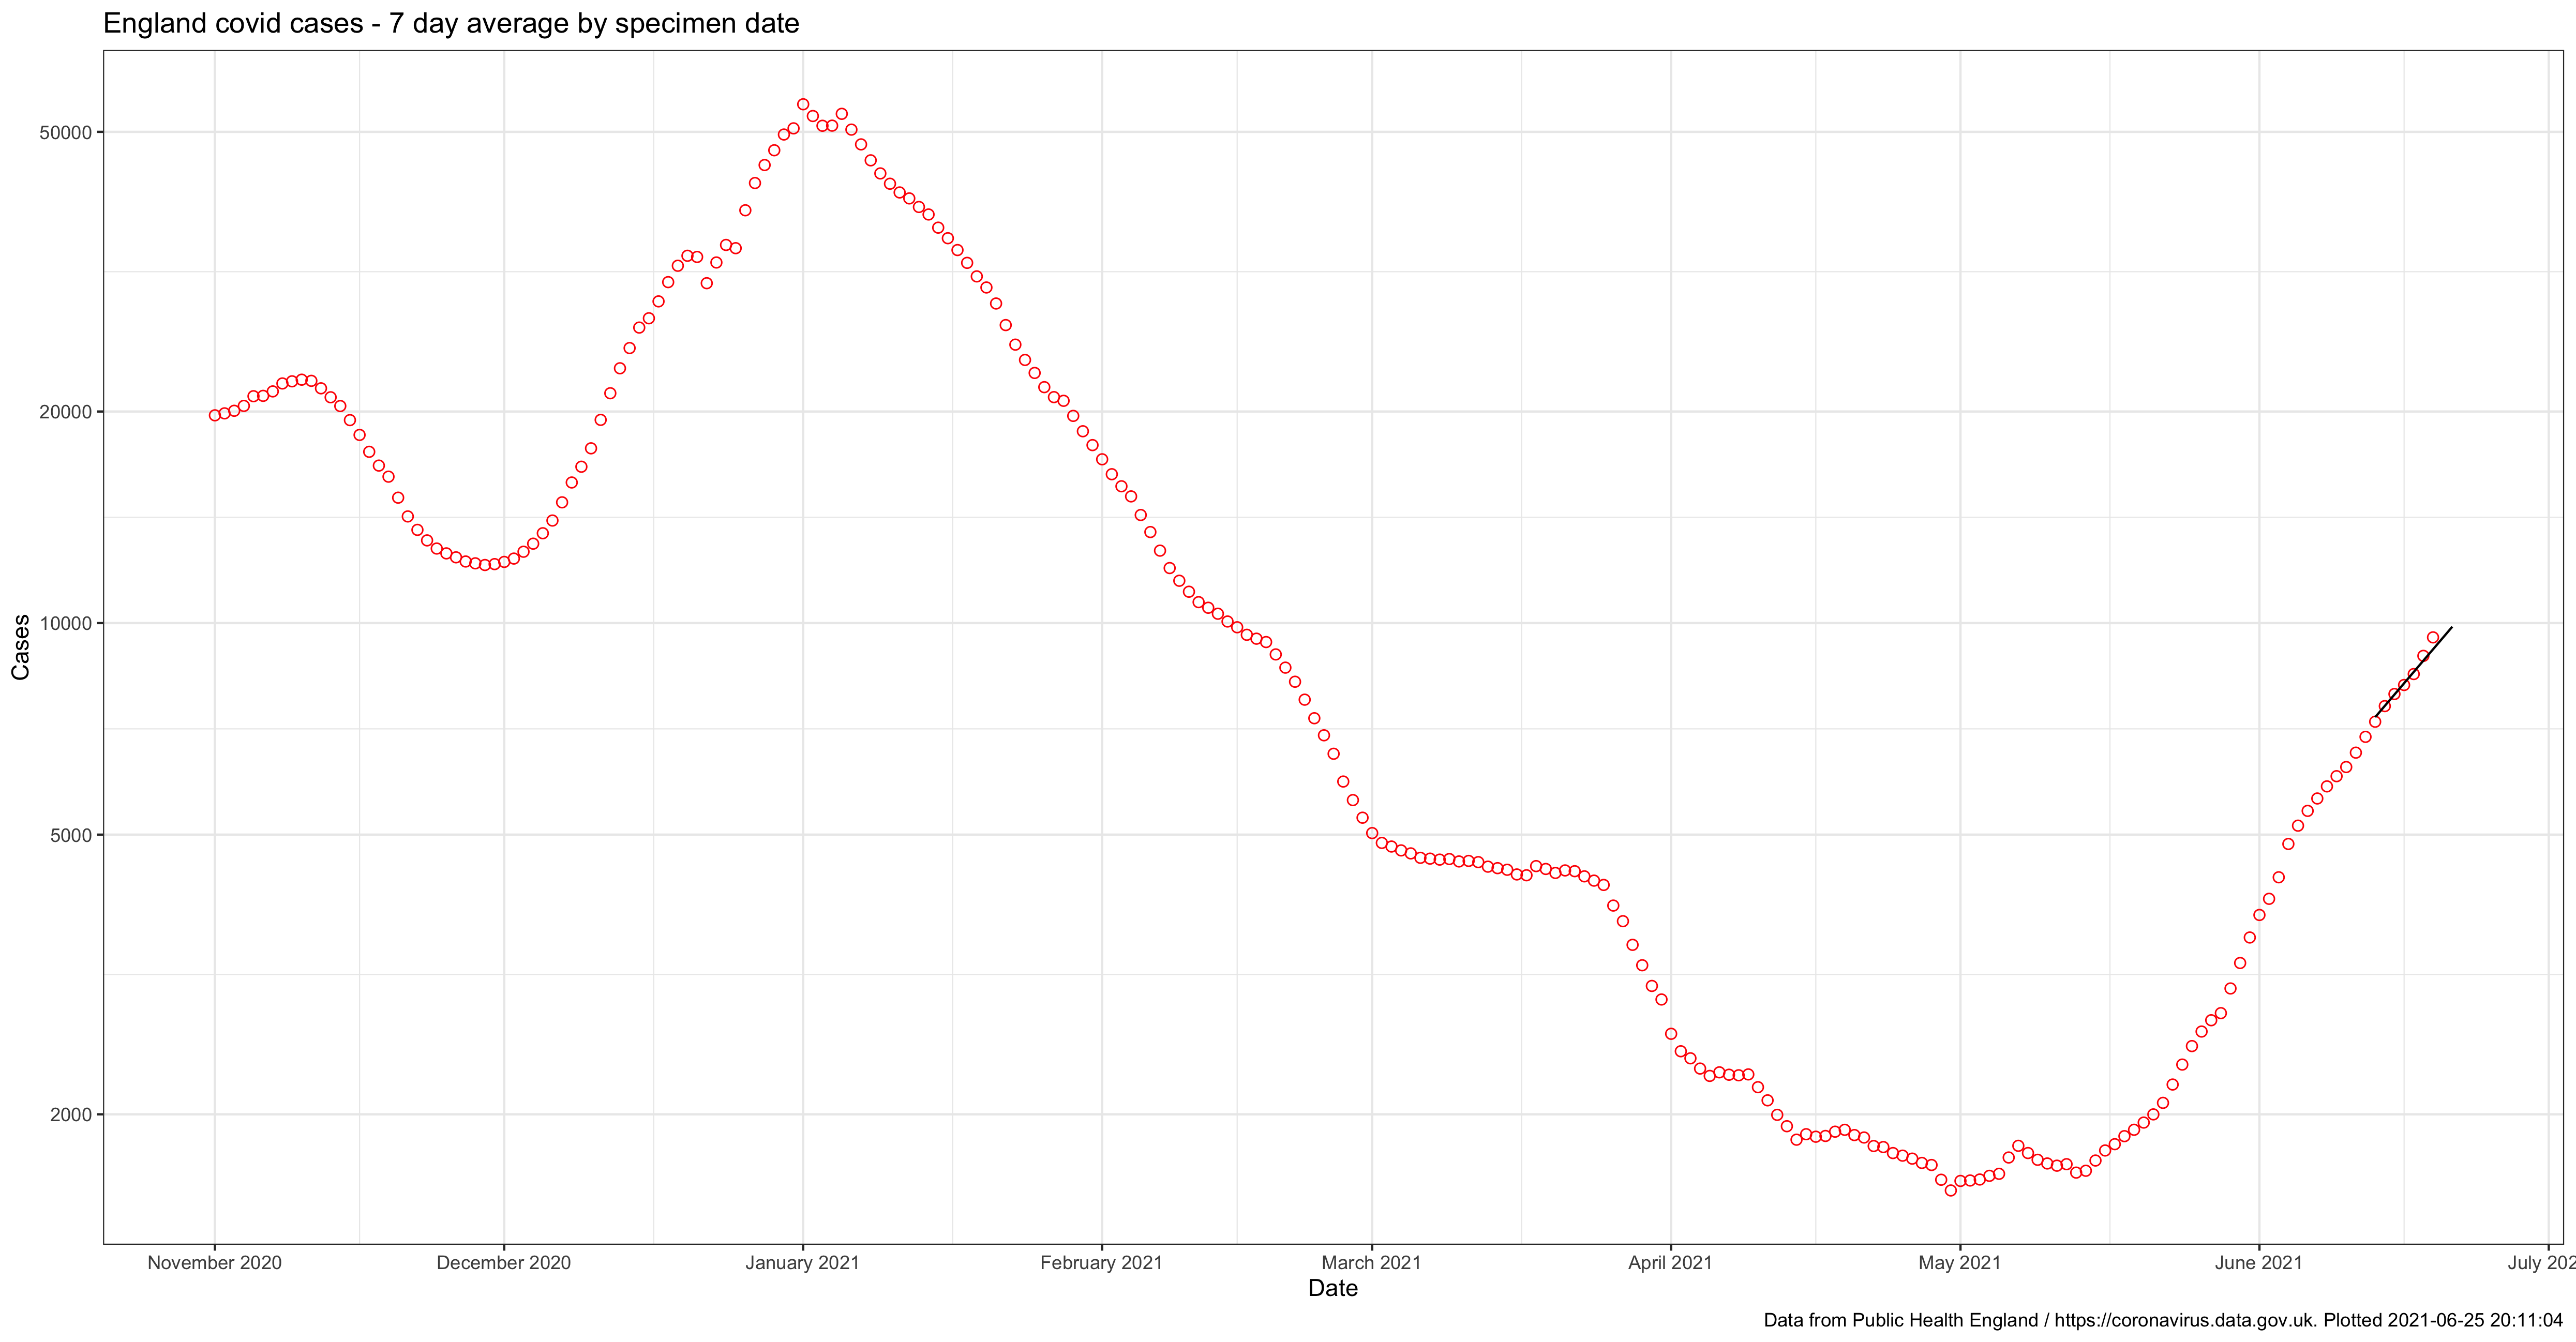 England covid cases - 7 day average by specimen date
Cases
50000
20000
10000
5000
2000
November 2020 December 2020 January 2021 February 2021 March 2021 April 2021 May 2021 June 2021 July 202
Date
Data from Public Health England / https://coronavirus.data.gov.uk. Plotted 2021-06-25 20:11:04